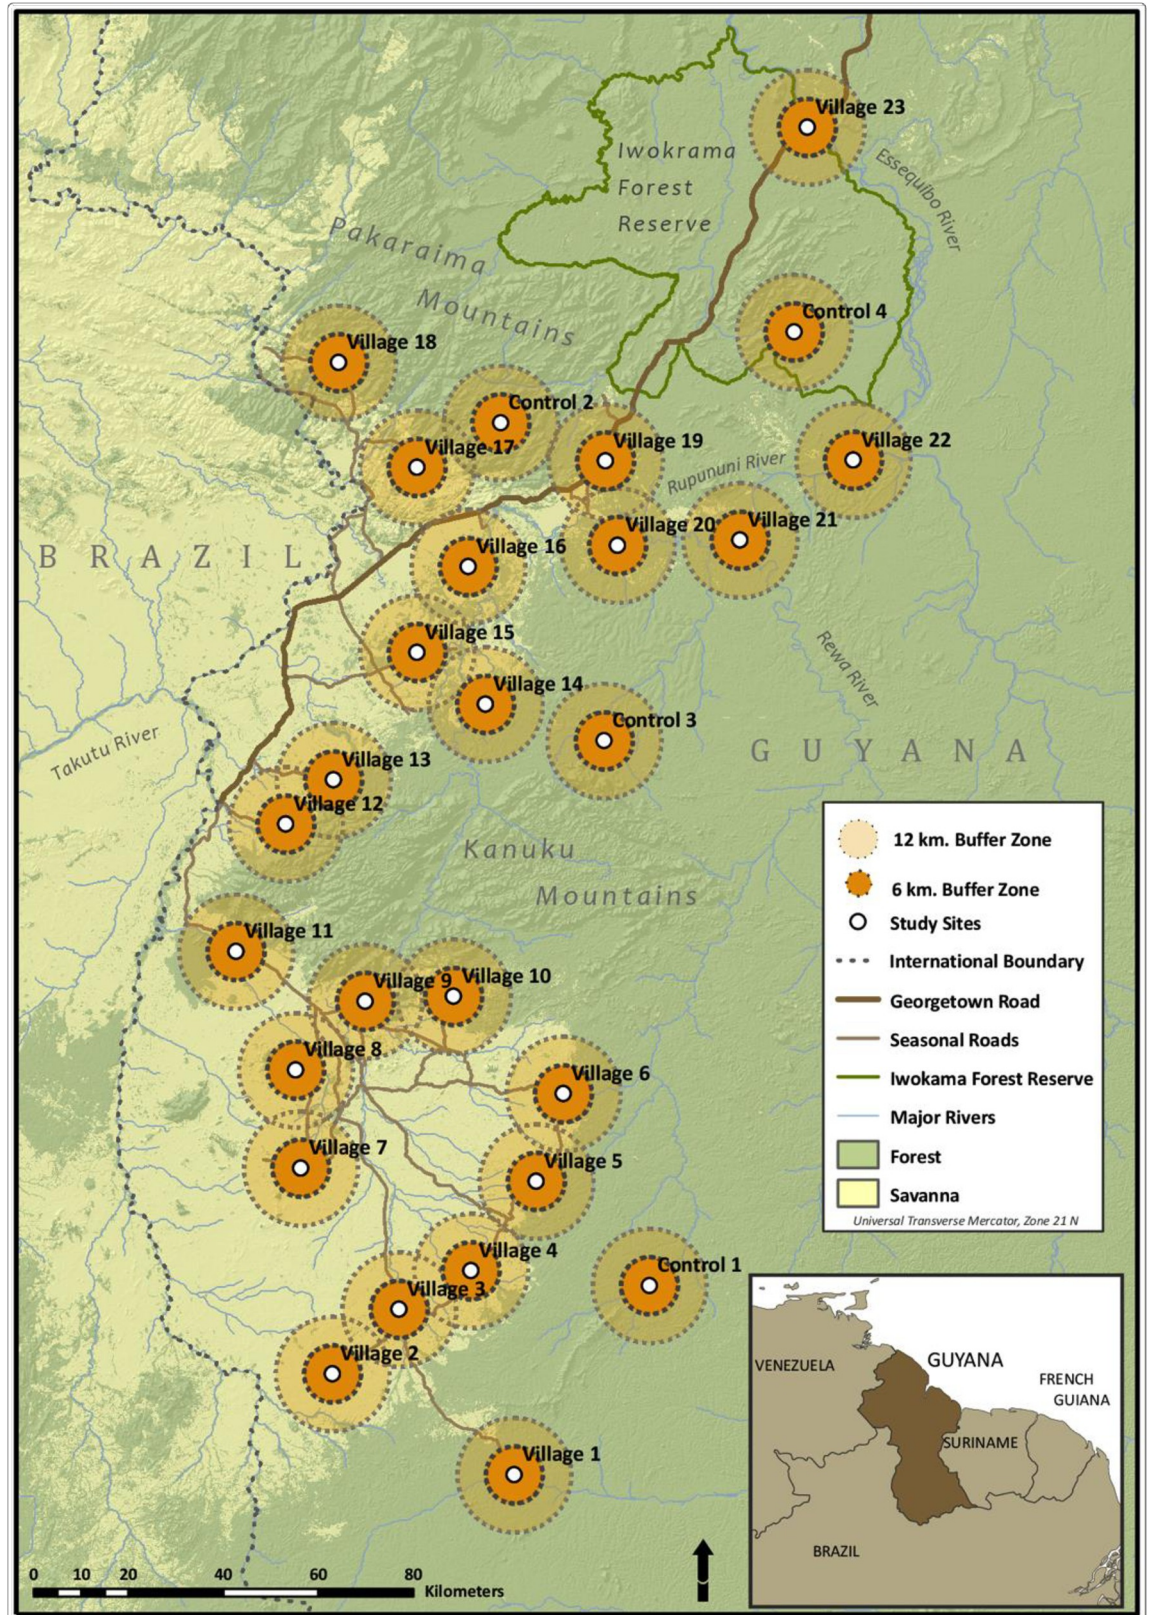 Village 23
Iwokrama
Forest
Reserve
Essequibo River
Pakaraima
Mountains
Control 4
Village 18
Control 2
Village 17
Village 19
Village 22
Rupununi River
Village 20
Village 21
BRAZIL
Village 16
Village 15
Rewa River
Village 14
Control 3
Takutu River
GUYANA
Village 13
Village 12
Kanuku
Mountains
Village 11
Village 9
Village 10
Village 8
Village 6
Village 7
Village 5
Village 4
Control 1
Village 3
Village 2
Village 1
12 km. Buffer Zone
6 km. Buffer Zone
Study Sites
International Boundary
Georgetown Road
Seasonal Roads
Iwokama Forest Reserve
Major Rivers
Forest
Savanna
Universal Transverse Mercator, Zone 21 N
VENEZUELA
GUYANA
FRENCH
GUIANA
SURINAME
BRAZIL
0 10 20 40 60 80 Kilometers